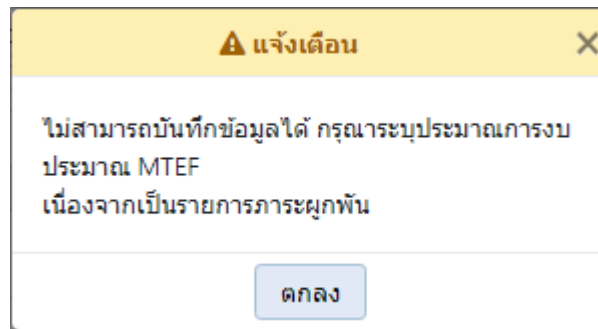 แจ้งเตือน
ไม่สามารถบันทึกข้อมูลได้ กรุณาระบุประมาณการงบ
ประมาณ MTEF
เนื่องจากเป็นรายการภาระผูกพัน
ตกลง